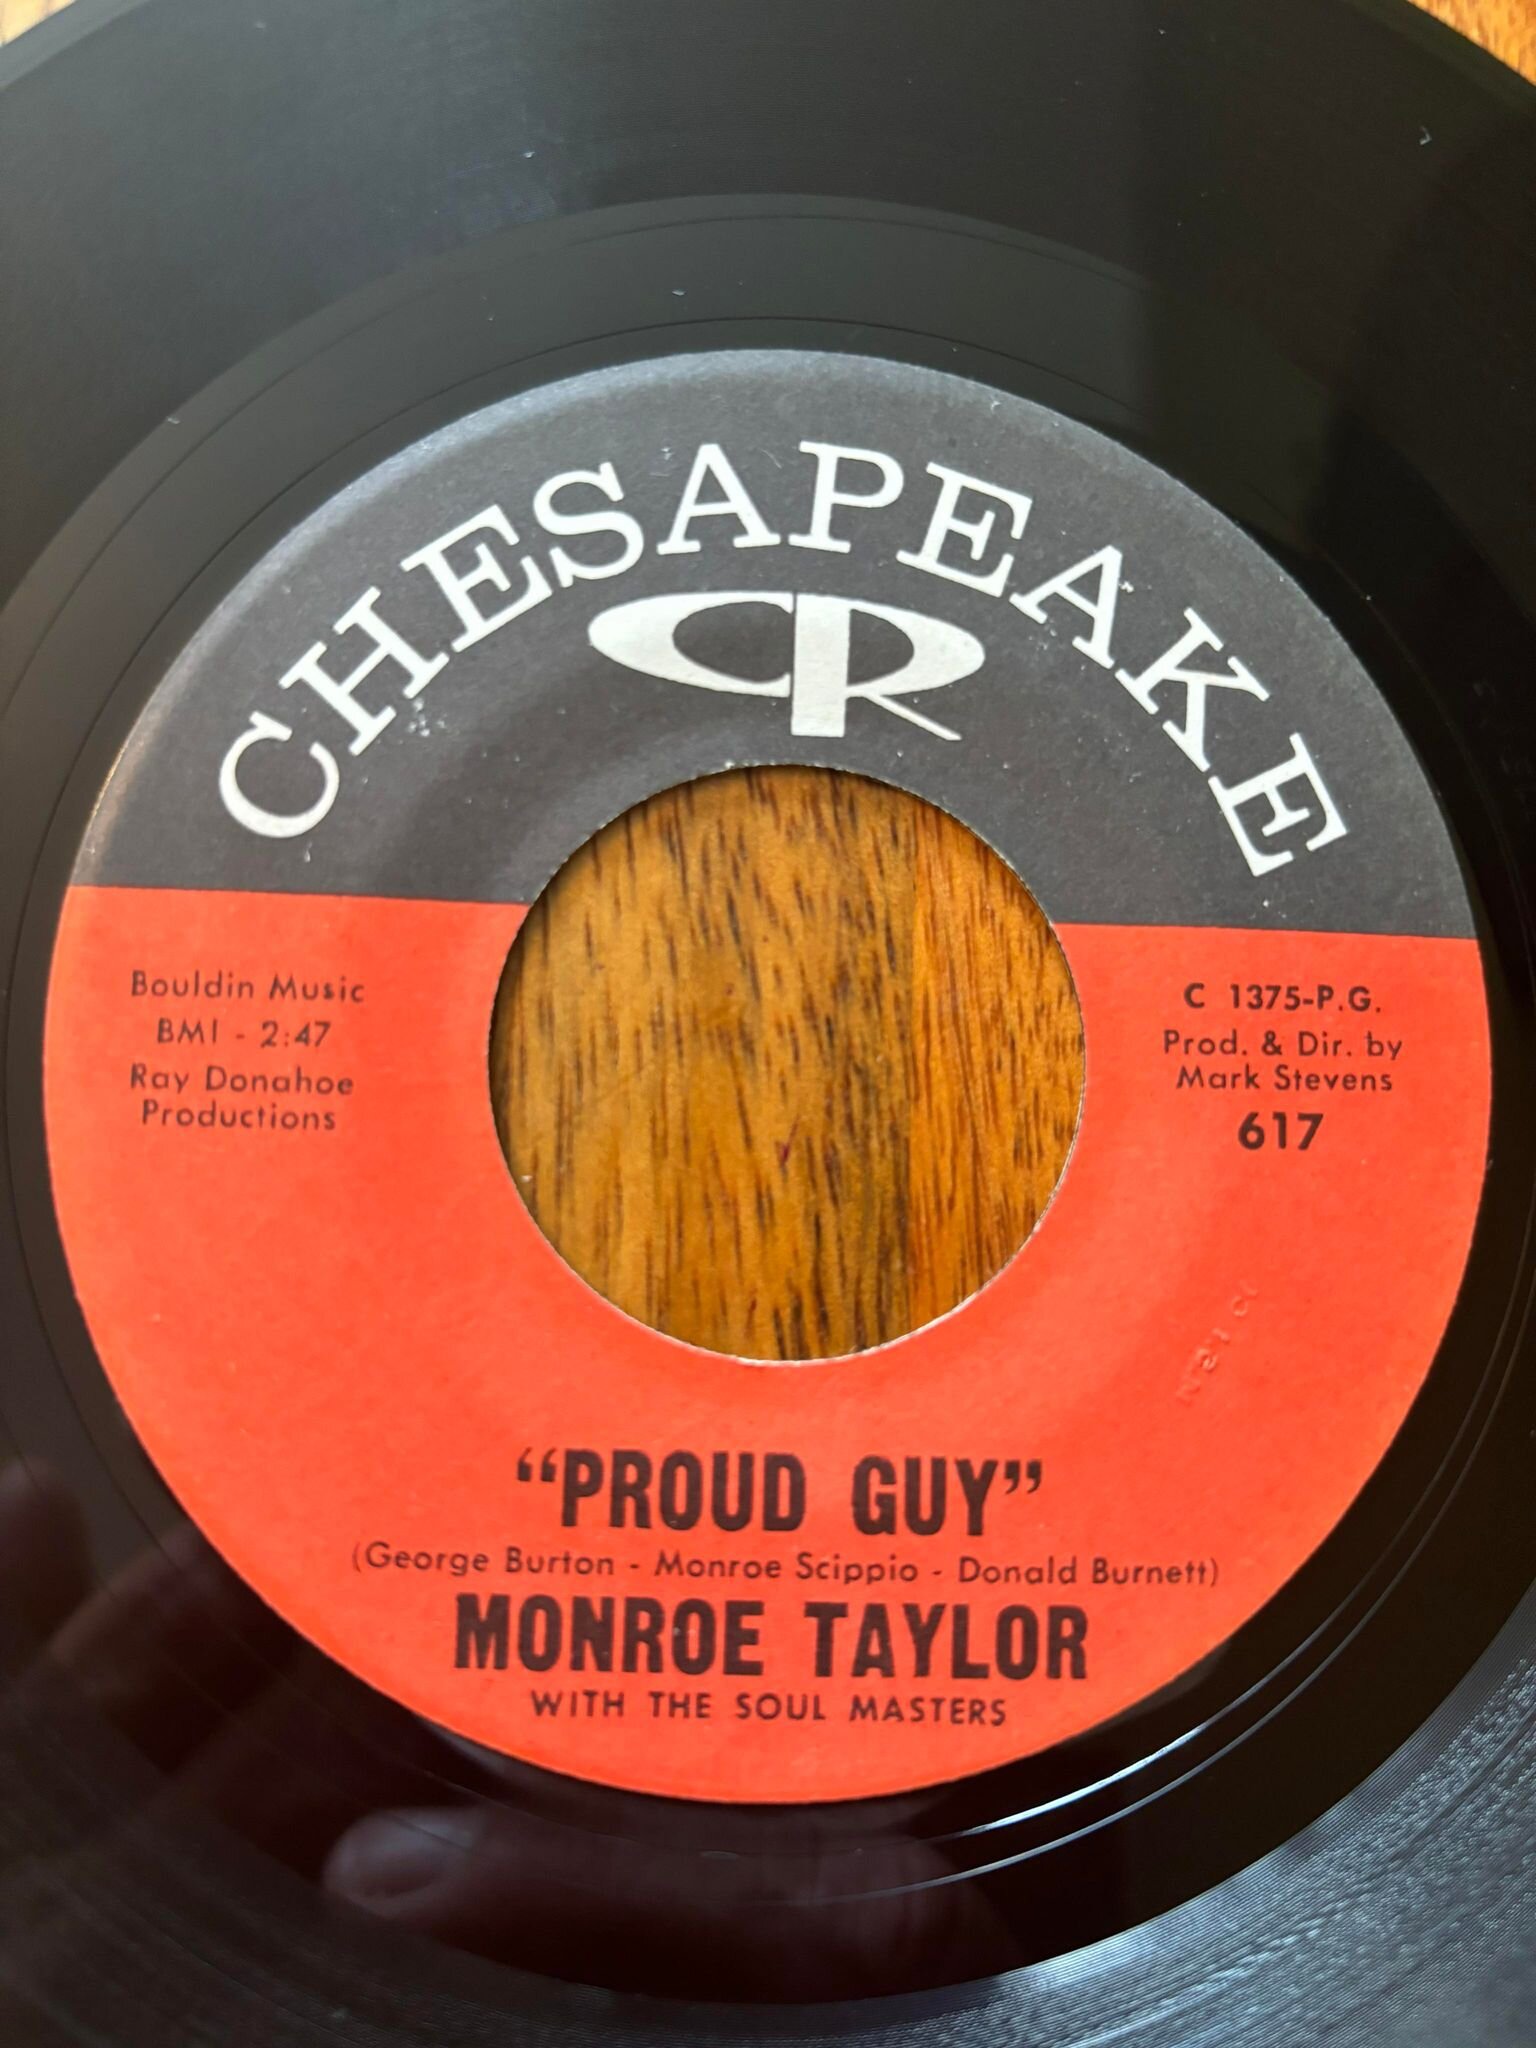 CHESAPEAKE
CR
Bouldin Music
BMI - 2:47
Ray Donahoe
Productions
C 1375-P.G.
Prod. & Dir. by
Mark Stevens
617
“PROUD GUY”
(George Burton - Monroe Scippio - Donald Burnett)
MONROE TAYLOR
WITH THE SOUL MASTERS